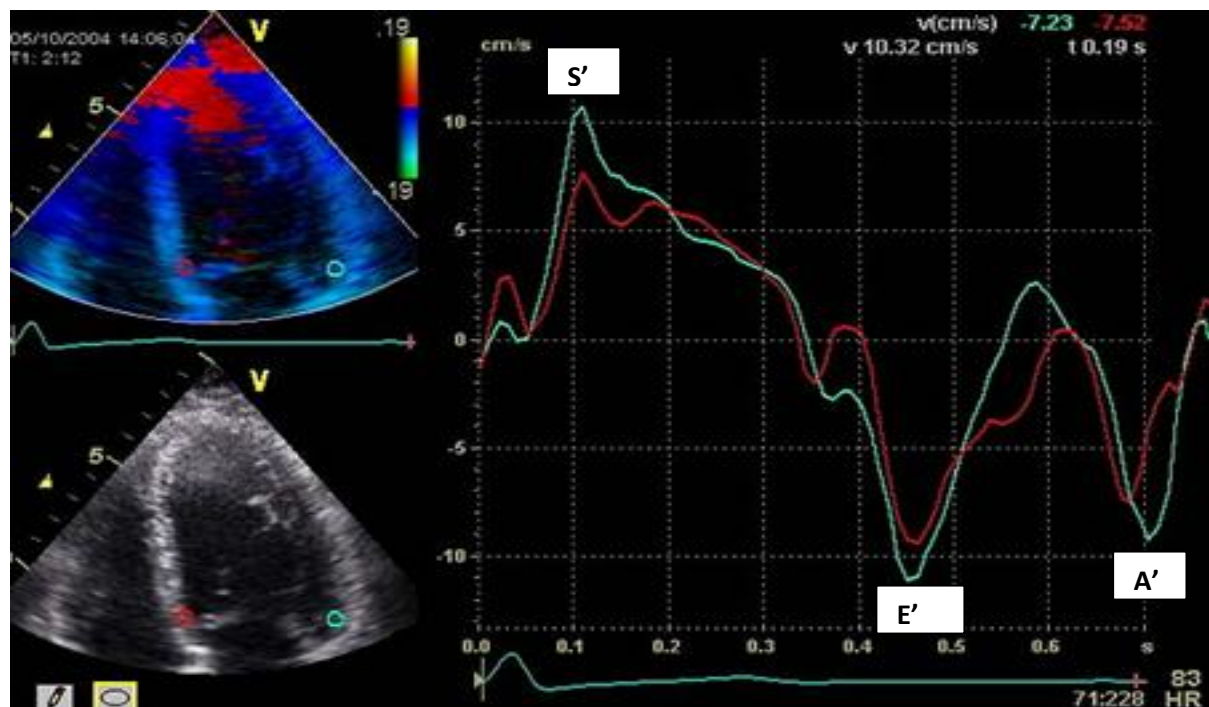 05/10/2004 14:06:04
T1: 2:12
V
.19
5
19
V
5
v(cm/s) -7.23 -7.52
v 10.32 cm/s t 0.19 s
cm/s
S’
10
5
0
-5
-10
E’
A’
0.0 0.1 0.2 0.3 0.4 0.5 0.6 s
83
71:228 HR